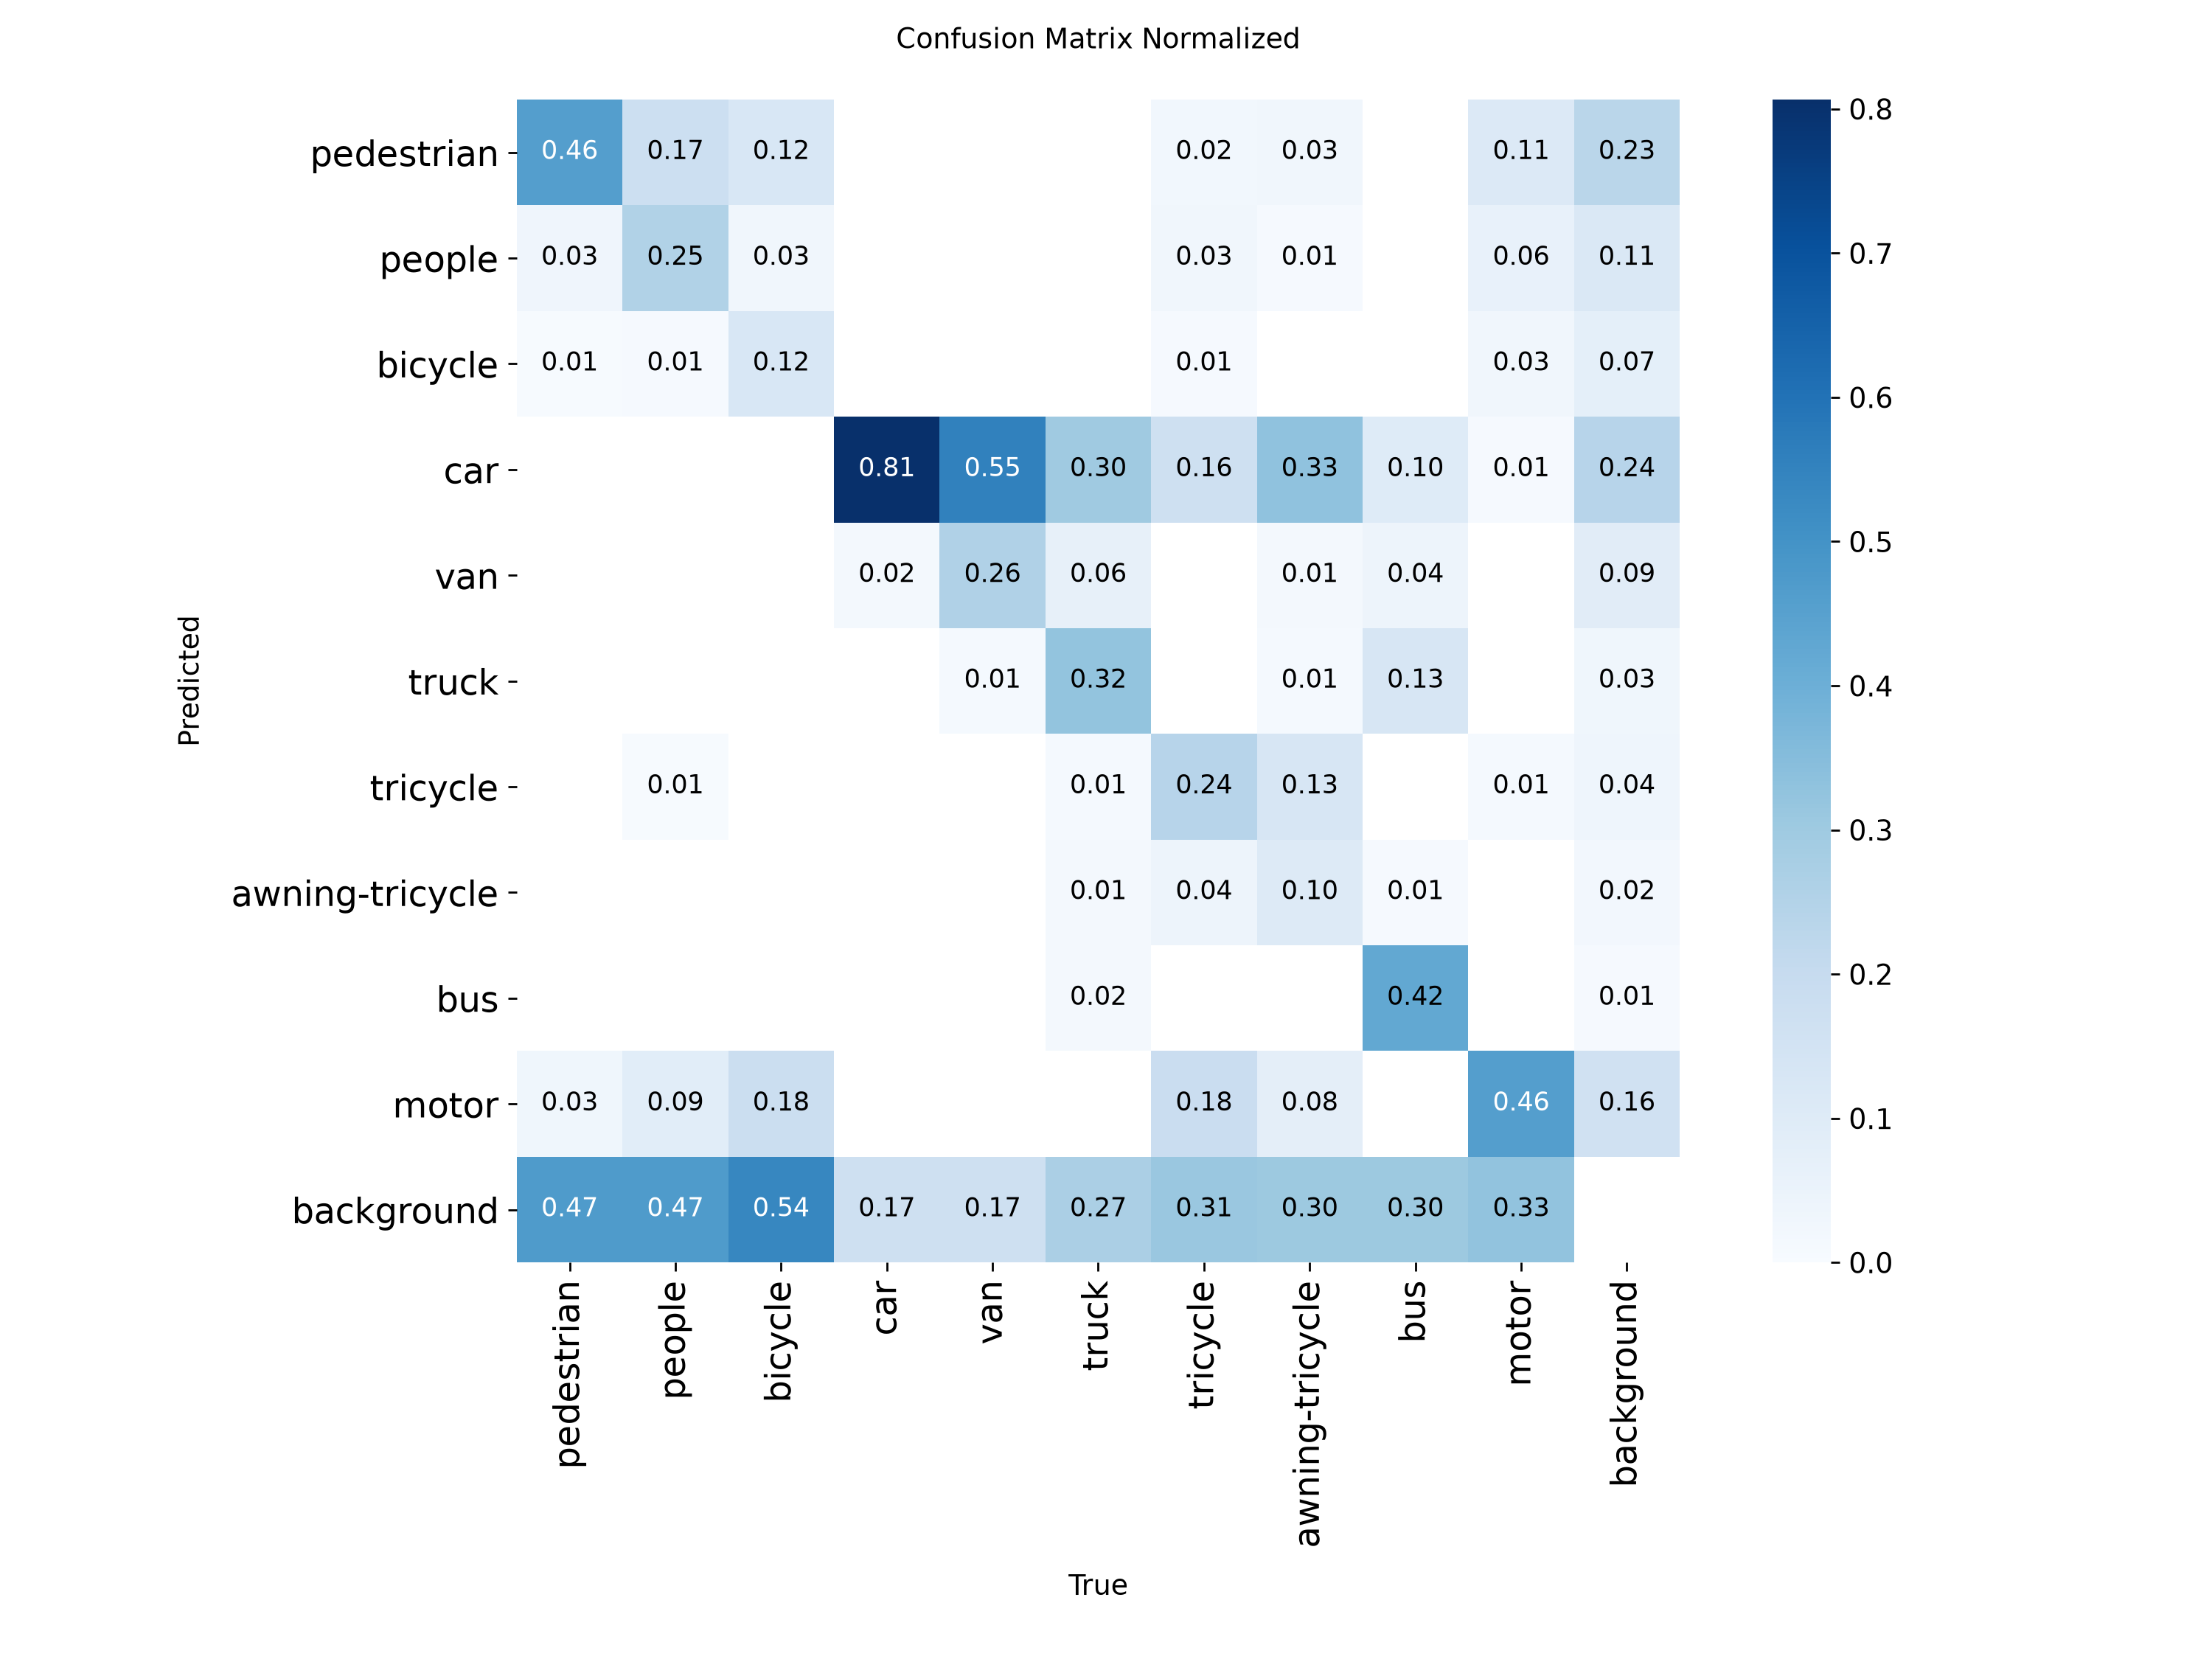 Confusion Matrix Normalized
pedestrian 0.46 0.17 0.12 0.02 0.03 0.11 0.23
people 0.03 0.25 0.03 0.03 0.01 0.06 0.11
bicycle 0.01 0.01 0.12 0.01 0.03 0.07
car 0.81 0.55 0.30 0.16 0.33 0.10 0.01 0.24
van 0.02 0.26 0.06 0.01 0.04 0.09
truck 0.01 0.32 0.01 0.13 0.03
tricycle 0.01 0.01 0.24 0.13 0.01 0.04
awning-tricycle 0.01 0.04 0.10 0.01 0.02
bus 0.02 0.42 0.01
motor 0.03 0.09 0.18 0.18 0.08 0.46 0.16
background 0.47 0.47 0.54 0.17 0.17 0.27 0.31 0.30 0.30 0.33
Predicted
pedestrian
people
bicycle
car
van
truck
tricycle
awning-tricycle
bus
motor
background
True
0.8
0.7
0.6
0.5
0.4
0.3
0.2
0.1
0.0